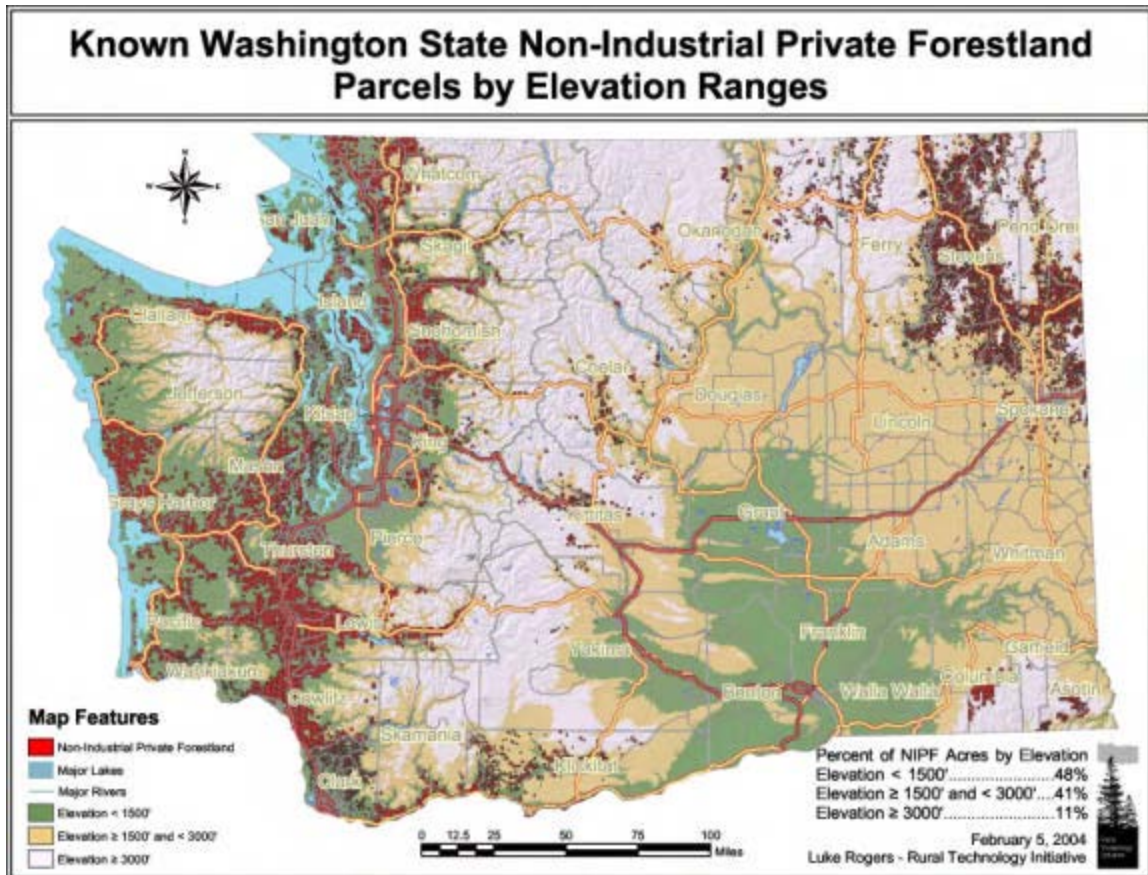 Known Washington State Non-Industrial Private Forestland
Parcels by Elevation Ranges
Whatcom
San Juan
Skagit
Okanogan
Ferry
Stevens
Pend Orei
Island
Clallam
Snohomish
Chelan
Jefferson
Douglas
Kitsap
Lincoln
Spokane
King
Mason
Grays Harbor
Kittitas
Grant
Pierce
Adams
Thurston
Whitman
Pacific
Lewis
Yakima
Franklin
Garfield
Wahkiakum
Cowlitz
Benton
Walla Walla
Columbia
Asotin
Skamania
Klickitat
Clark
Map Features
Non-Industrial Private Forestland
Major Lakes
Major Rivers
Elevation < 1500'
Elevation ≥ 1500' and < 3000'
Elevation ≥ 3000'
0 12.5 25 50 75 100
Miles
Percent of NIPF Acres by Elevation
Elevation < 1500'........................48%
Elevation ≥ 1500' and < 3000'....41%
Elevation ≥ 3000'........................11%
February 5, 2004
Luke Rogers - Rural Technology Initiative